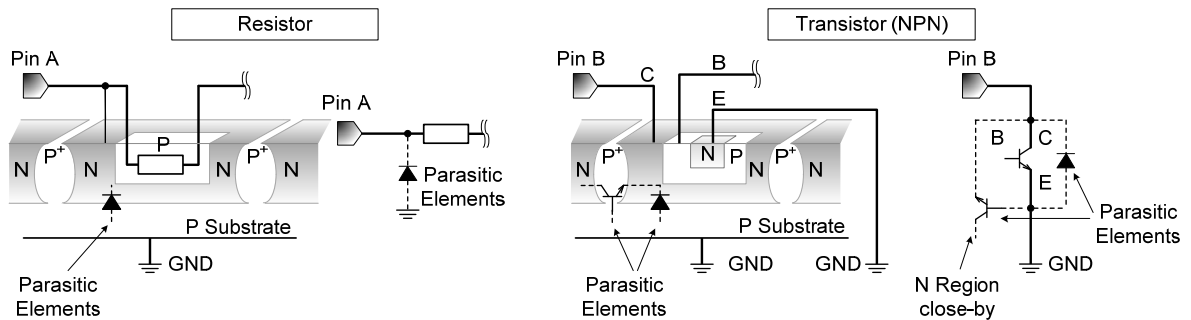 Resistor
Pin A
Pin A
P
N
P+
N
P+
N
N
Parasitic
Elements
P Substrate
GND
Parasitic
Elements
Transistor (NPN)
Pin B
C
B
E
N
P+
N
N
P
P+
N
N
P Substrate
GND
GND
Parasitic
Elements
Pin B
B
C
E
Parasitic
Elements
GND
N Region
close-by